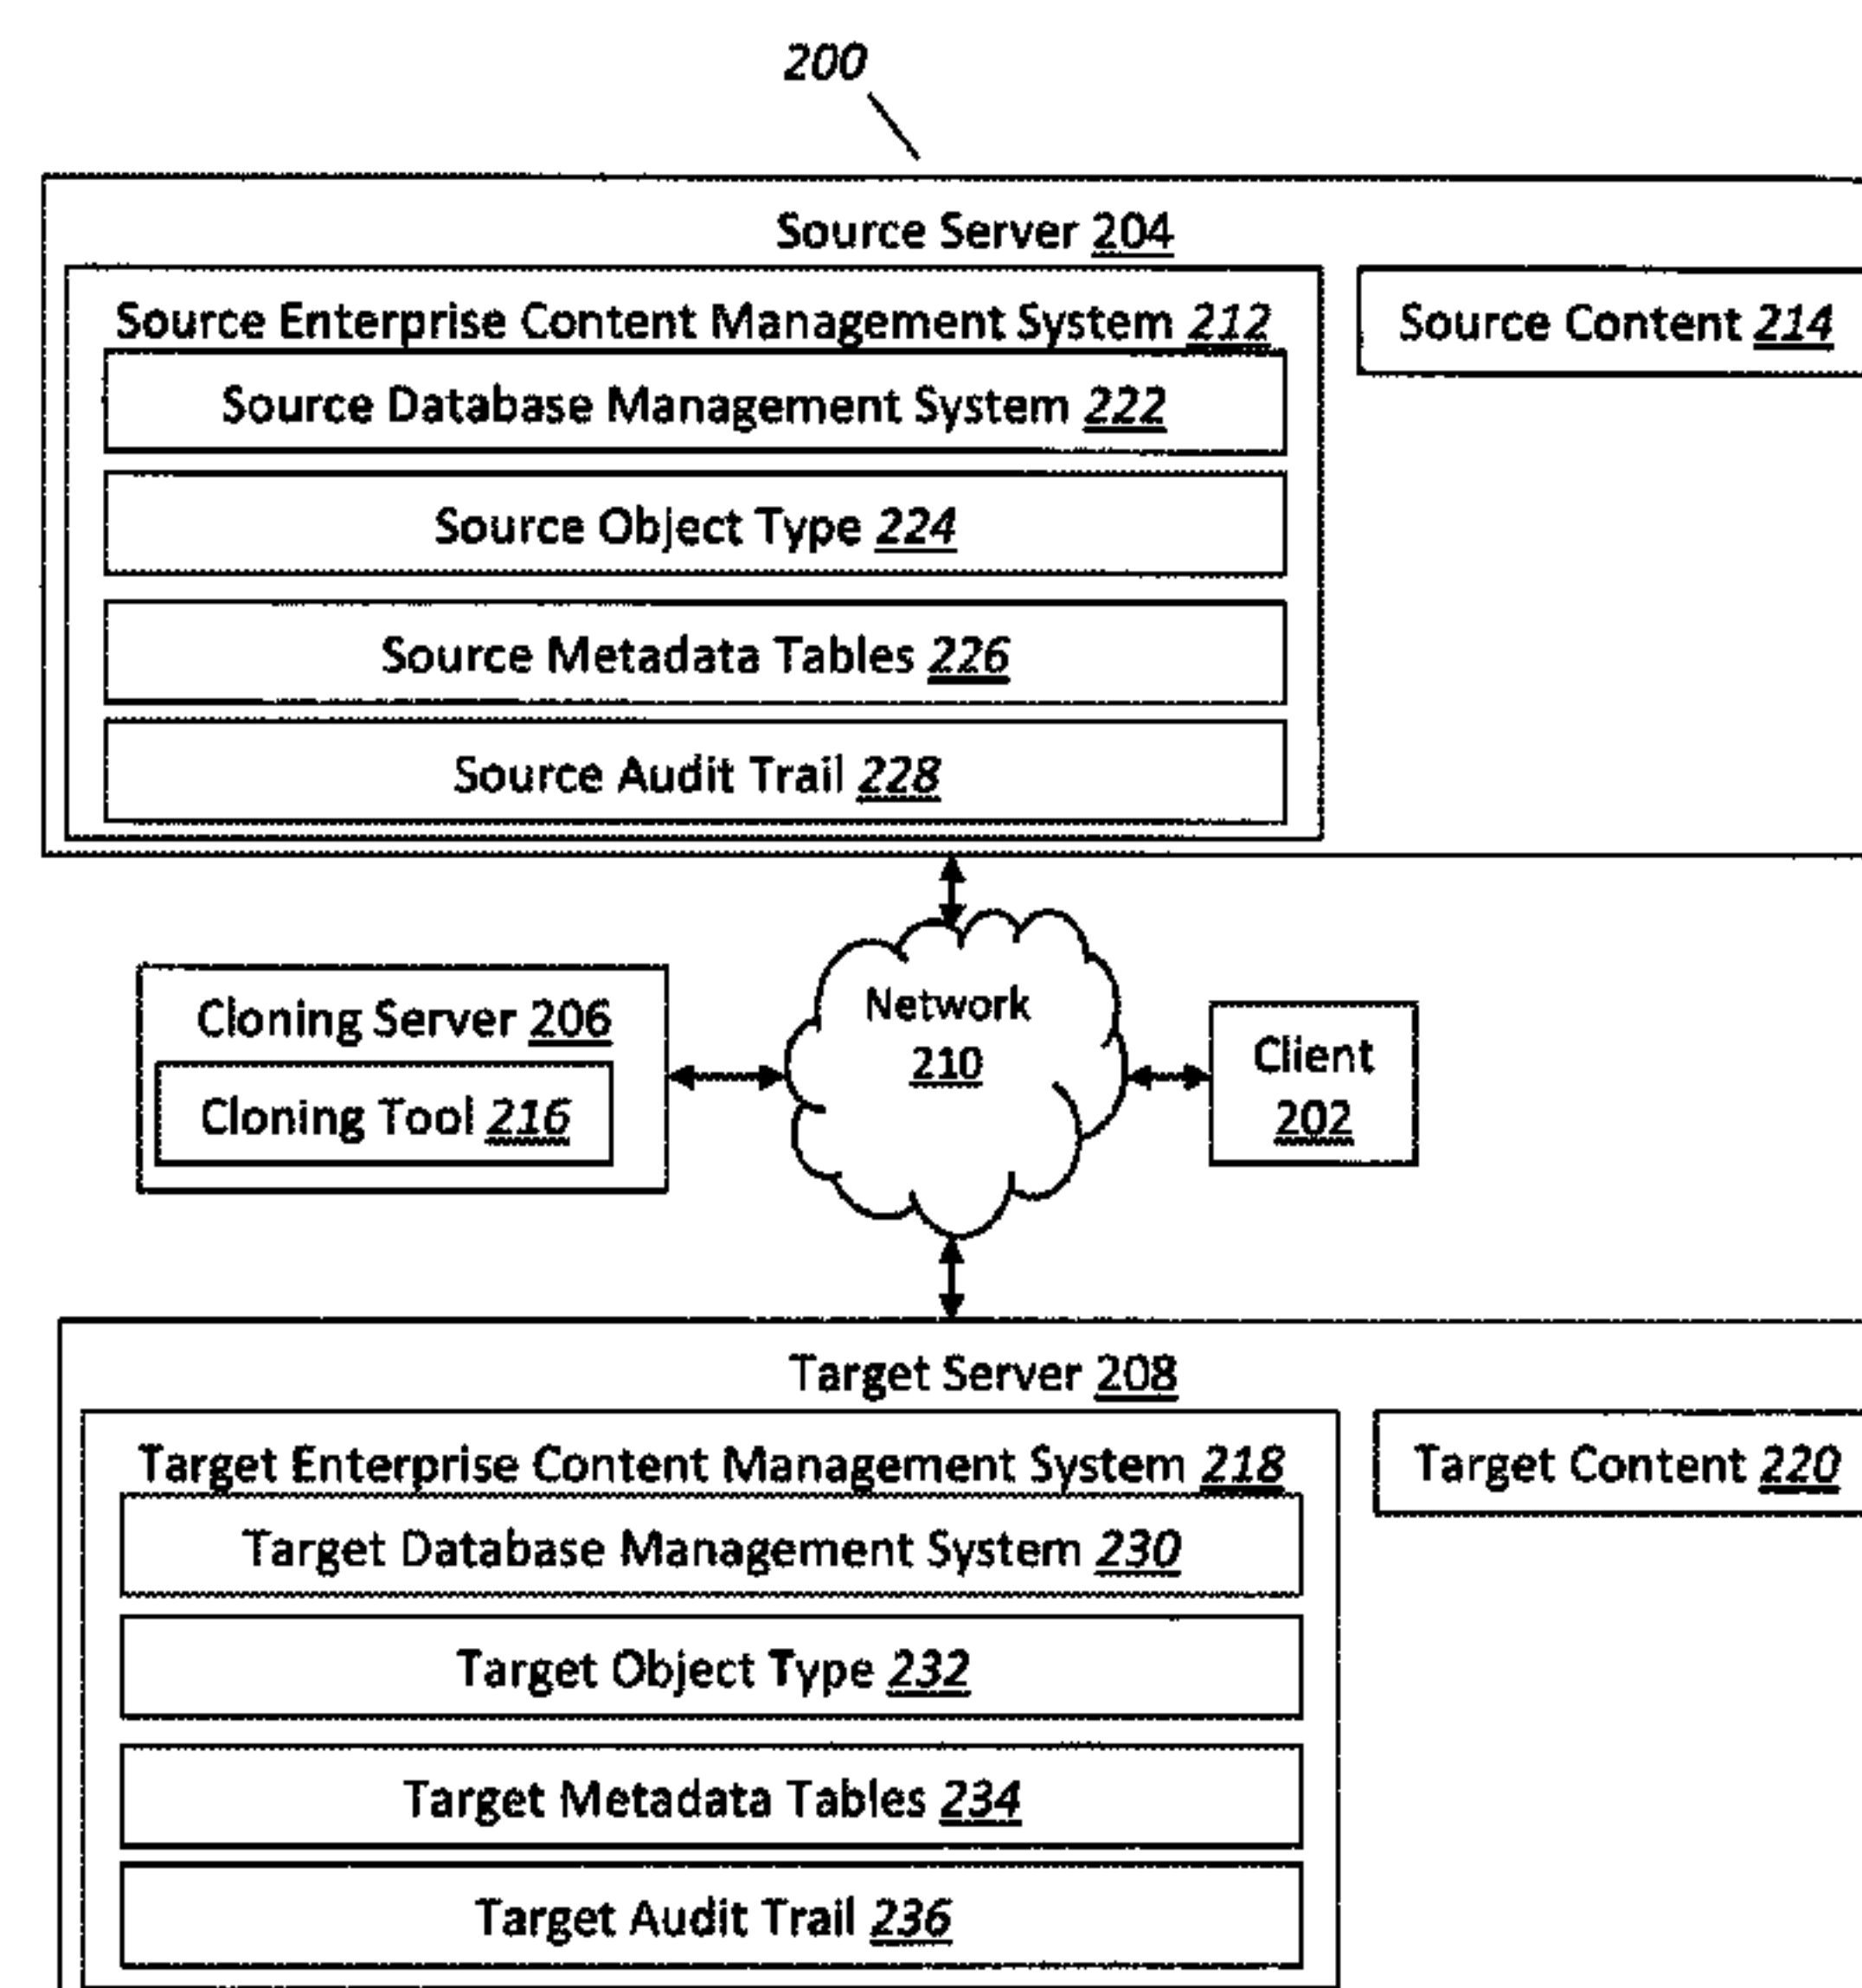 200
Source Server 204
Source Enterprise Content Management System 212
Source Content 214
Source Database Management System 222
Source Object Type 224
Source Metadata Tables 226
Source Audit Trail 228
Cloning Server 206
Cloning Tool 216
Network
210
Client
202
Target Server 208
Target Enterprise Content Management System 218
Target Content 220
Target Database Management System 230
Target Object Type 232
Target Metadata Tables 234
Target Audit Trail 236